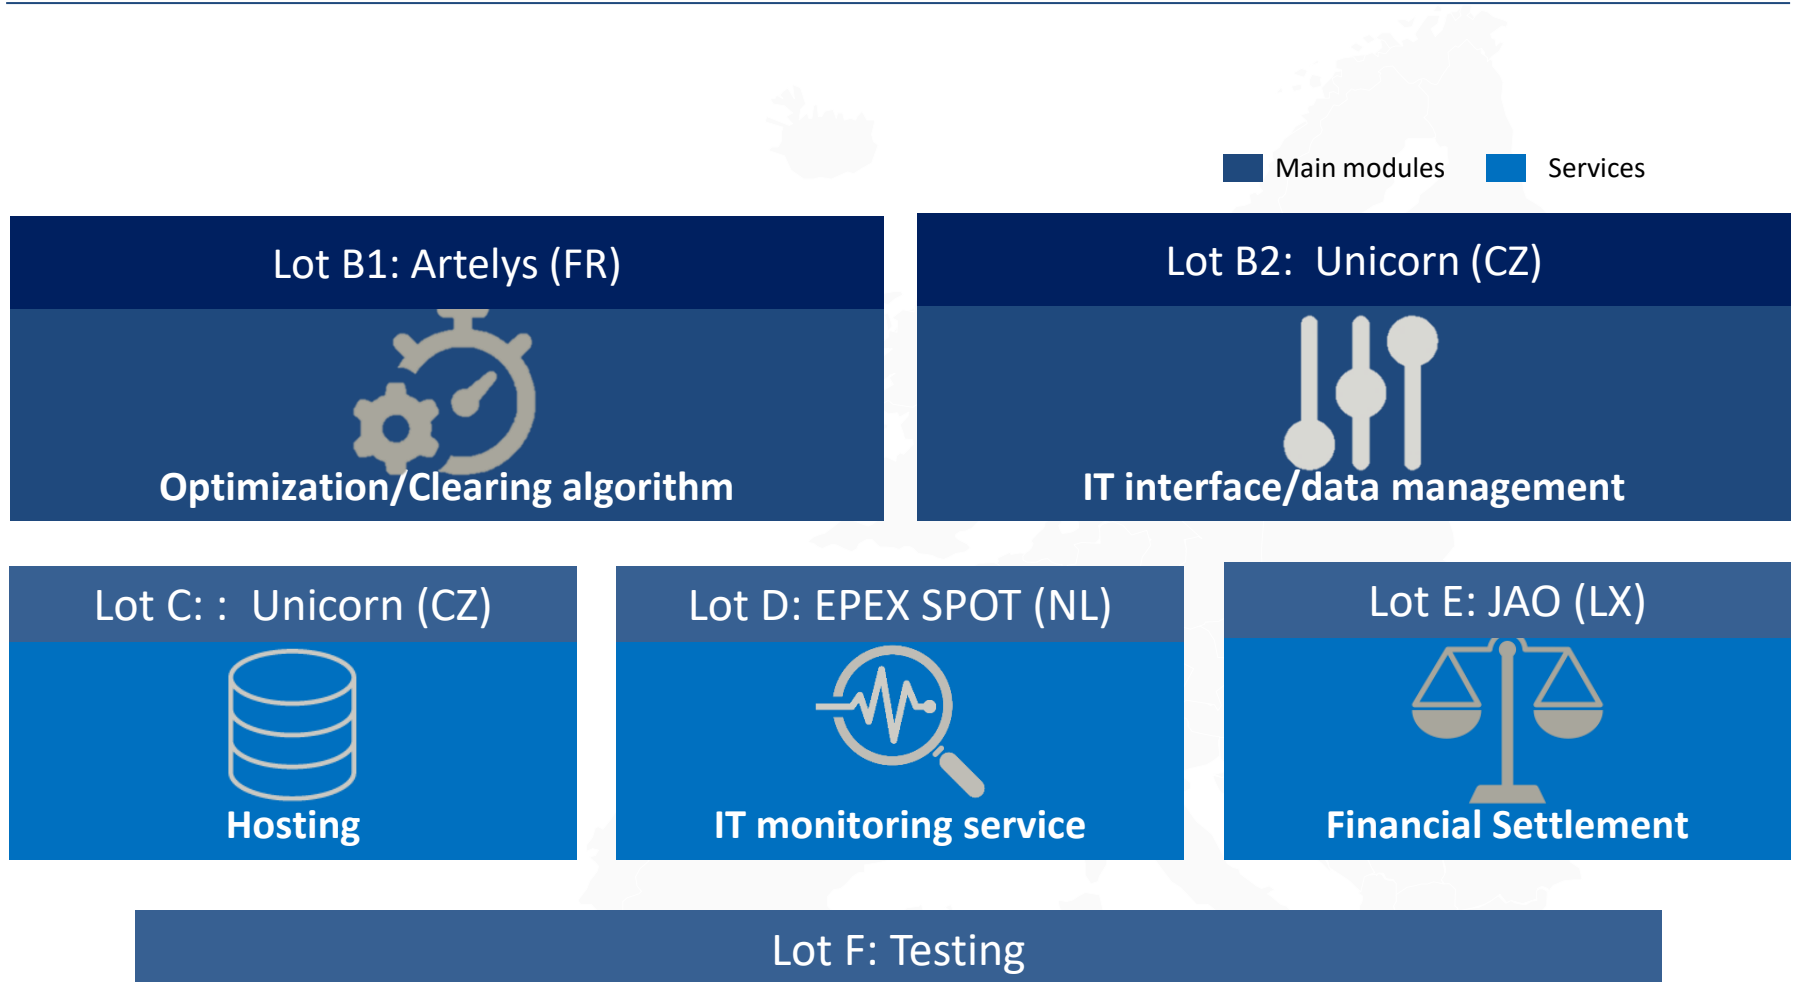 Main modules Services
Lot B1: Artelys (FR)
Optimization/Clearing algorithm
Lot B2: Unicorn (CZ)
IT interface/data management
Lot C: : Unicorn (CZ)
Hosting
Lot D: EPEX SPOT (NL)
IT monitoring service
Lot E: JAO (LX)
Financial Settlement
Lot F: Testing